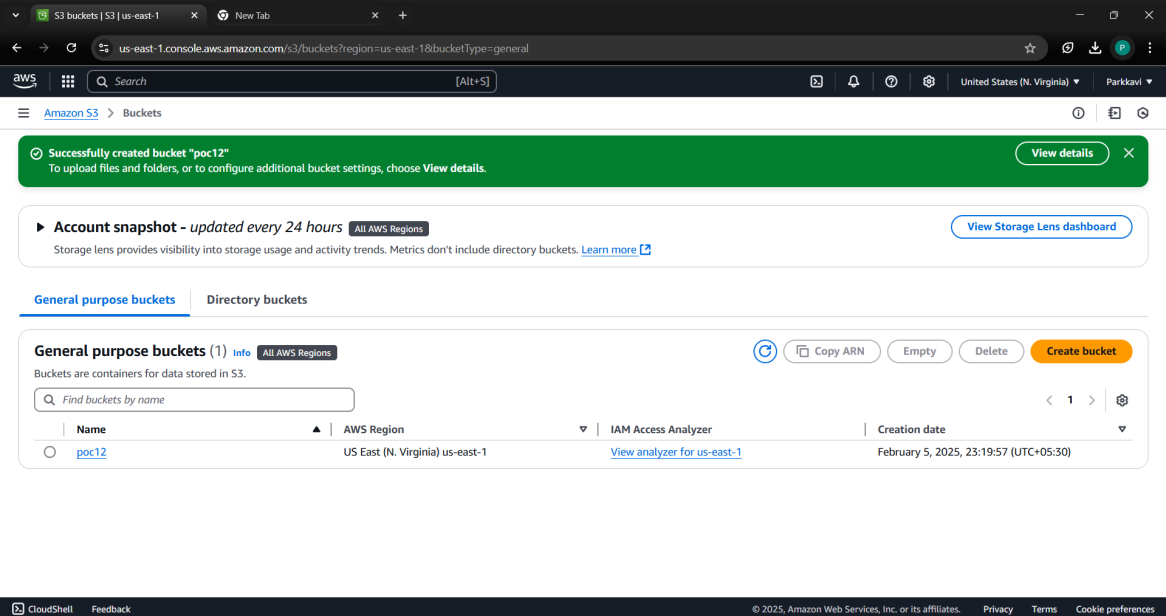 S3 buckets | S3 | us-east-1
New Tab
us-east-1.console.aws.amazon.com/s3/buckets?region=us-east-1&bucketType=general
P
aws
Search [Alt+S]
United States (N. Virginia)
Parkkavi
Amazon S3 > Buckets
Successfully created bucket "poc12"
To upload files and folders, or to configure additional bucket settings, choose View details.
View details
Account snapshot - updated every 24 hours All AWS Regions
Storage lens provides visibility into storage usage and activity trends. Metrics don't include directory buckets. Learn more
View Storage Lens dashboard
General purpose buckets Directory buckets
General purpose buckets (1) Info All AWS Regions
Copy ARN Empty Delete Create bucket
Buckets are containers for data stored in S3.
Find buckets by name
1
Name AWS Region IAM Access Analyzer Creation date
poc12 US East (N. Virginia) us-east-1 View analyzer for us-east-1 February 5, 2025, 23:19:57 (UTC+05:30)
CloudShell Feedback © 2025, Amazon Web Services, Inc. or its affiliates. Privacy Terms Cookie preferences